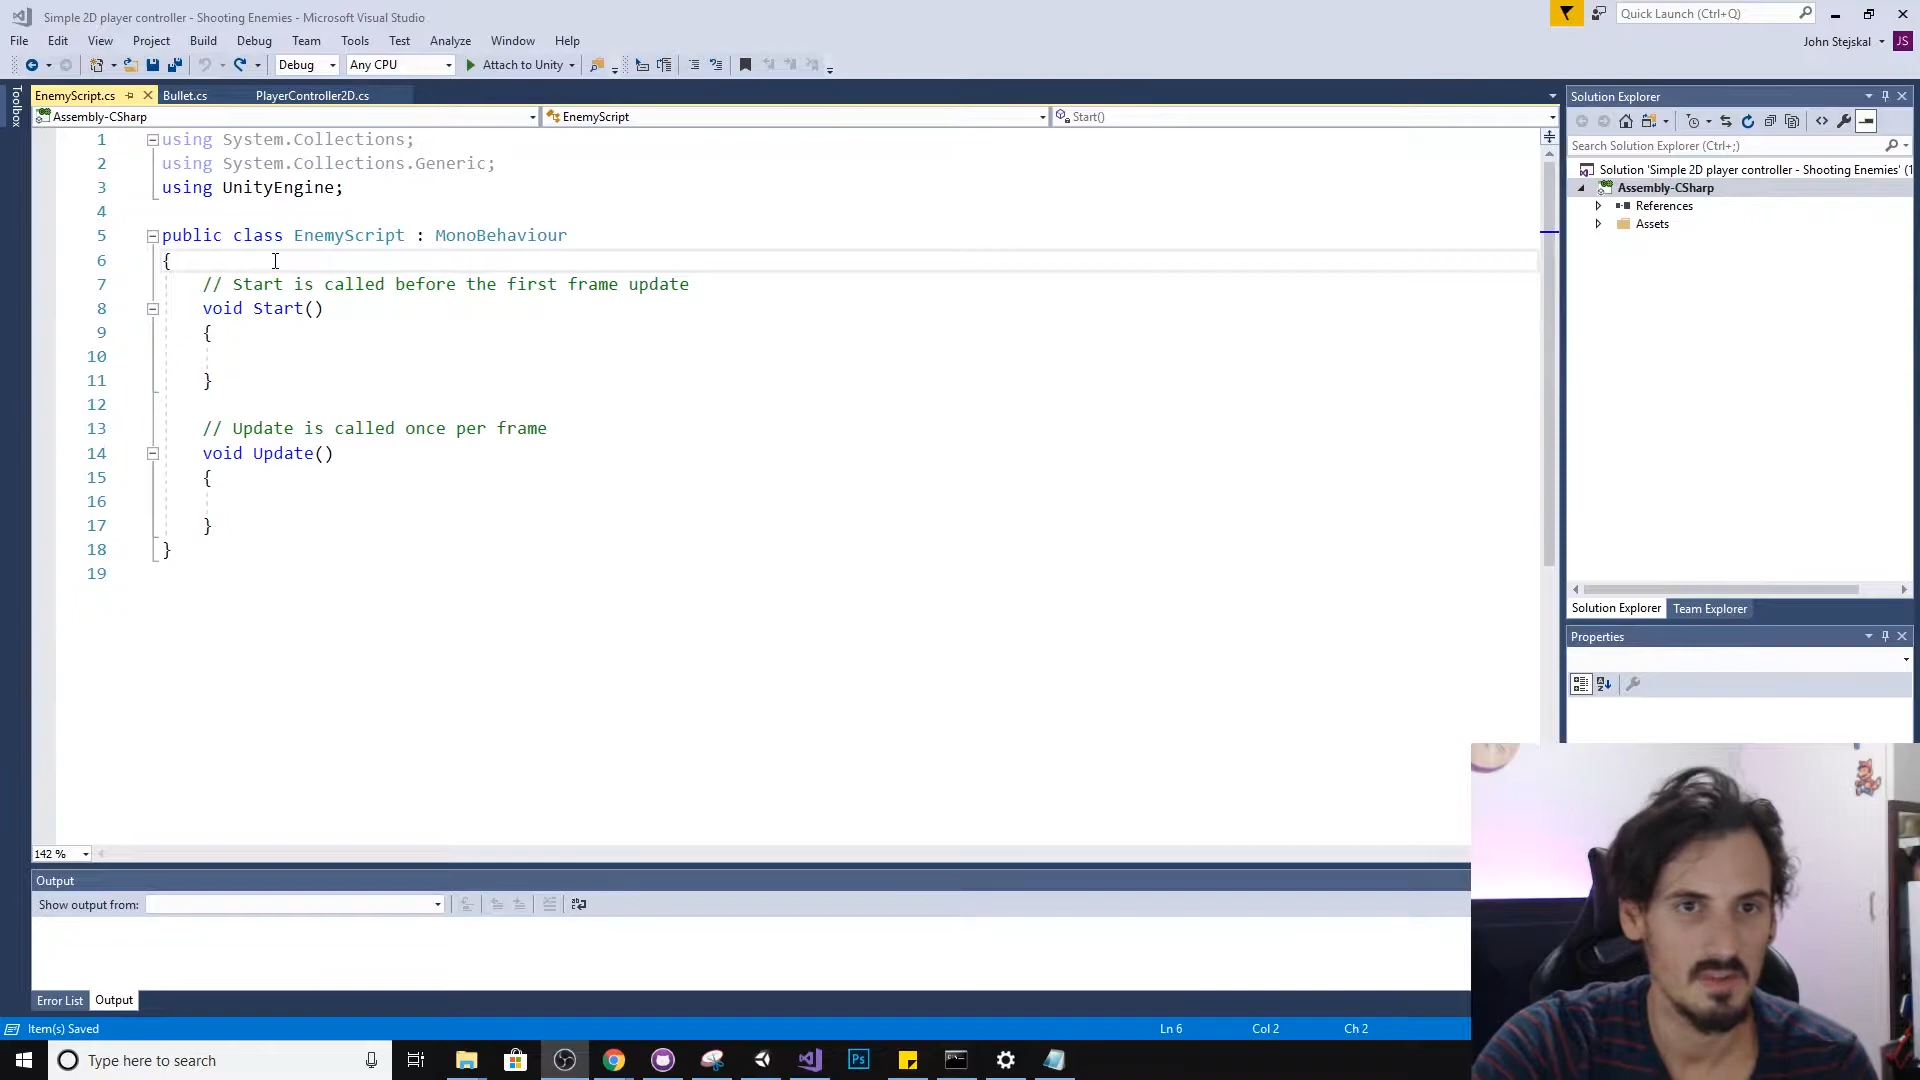 Simple 2D player controller - Shooting Enemies - Microsoft Visual Studio
Quick Launch (Ctrl+Q)
File Edit View Project Build Debug Team Tools Test Analyze Window Help
John Stejskal JS
Debug Any CPU Attach to Unity
Toolbox
EnemyScript.cs Bullet.cs PlayerController2D.cs
Assembly-CSharp EnemyScript Start()
1 using System.Collections;
2 using System.Collections.Generic;
3 using UnityEngine;
4
5 public class EnemyScript : MonoBehaviour
6 {
7 // Start is called before the first frame update
8 void Start()
9 {
10
11 }
12
13 // Update is called once per frame
14 void Update()
15 {
16
17 }
18 }
19
142 %
Output
Show output from:
Error List Output
Item(s) Saved Ln 6 Col 2 Ch 2
Solution Explorer
Search Solution Explorer (Ctrl+;)
Solution 'Simple 2D player controller - Shooting Enemies' (1
Assembly-CSharp
References
Assets
Solution Explorer Team Explorer
Properties
Type here to search
Ps